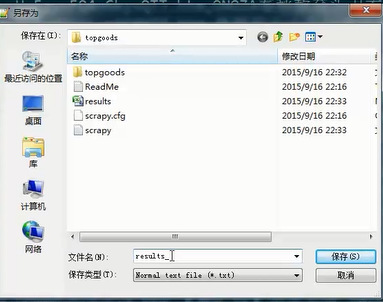 另存为
保存在(I):
topgoods
名称
修改日期
topgoods
2015/9/16 22:32
ReadMe
2015/9/16 22:16
results
2015/9/16 22:33
scrapy.cfg
2015/9/16 22:16
scrapy
2015/9/16 22:33
最近访问的位置
桌面
库
计算机
网络
文件名(N):
results_
保存(S)
保存类型(T):
Normal text file (*.txt)
取消